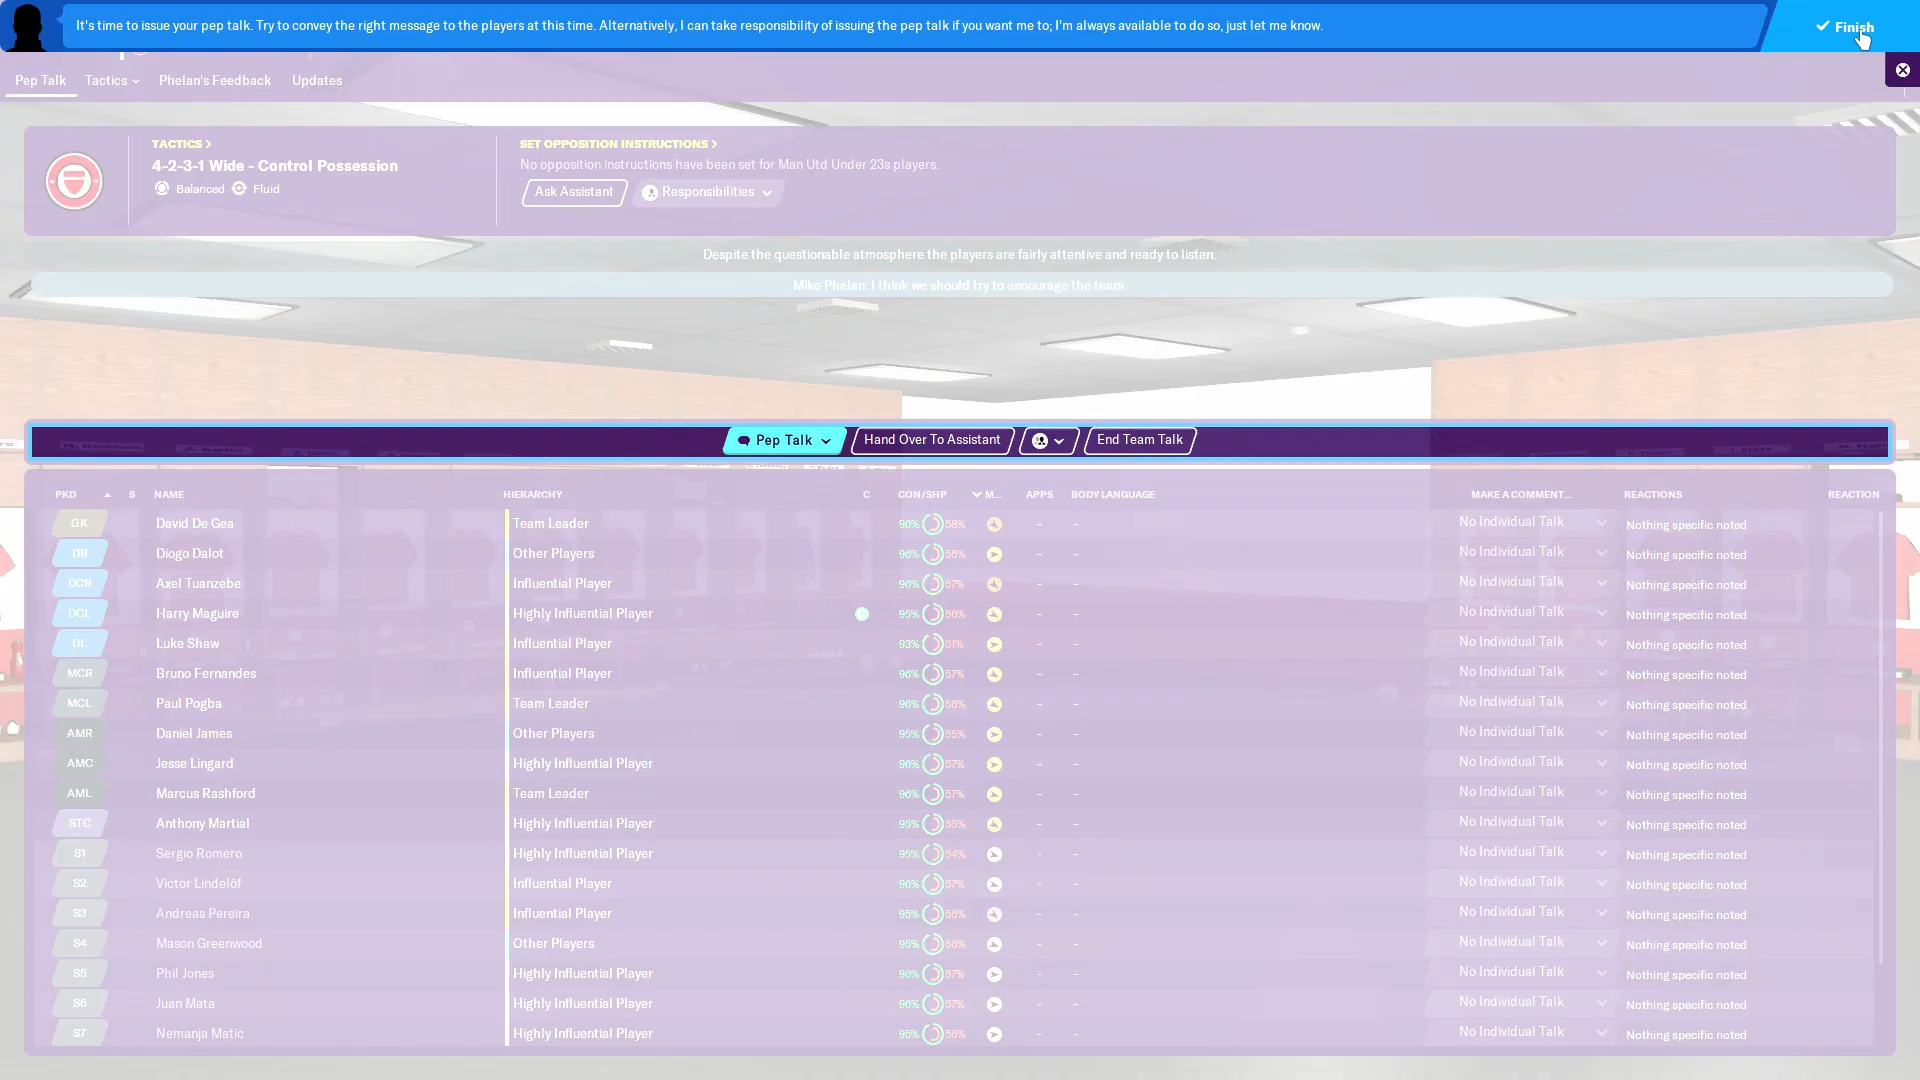 It's time to issue your pep talk. Try to convey the right message to the players at this time. Alternatively, I can take responsibility of issuing the pep talk if you want me to; I'm always available to do so, just let me know.
Finish
Pep Talk Tactics Phelan's Feedback Updates
TACTICS >
4-2-3-1 Wide - Control Possession
Balanced Fluid
SET OPPOSITION INSTRUCTIONS >
No opposition instructions have been set for Man Utd Under 23s players.
Ask Assistant Responsibilities
Despite the questionable atmosphere the players are fairly attentive and ready to listen.
Mike Phelan: I think we should try to encourage the team.
Pep Talk Hand Over To Assistant End Team Talk
PKD S NAME HIERARCHY C CON/SHP M... APPS BODY LANGUAGE MAKE A COMMENT... REACTIONS REACTION
GK David De Gea Team Leader 96% 58% - - No Individual Talk Nothing specific noted
DR Diogo Dalot Other Players 96% 56% - - No Individual Talk Nothing specific noted
DCR Axel Tuanzebe Influential Player 96% 57% - - No Individual Talk Nothing specific noted
DCL Harry Maguire Highly Influential Player 95% 56% - - No Individual Talk Nothing specific noted
DL Luke Shaw Influential Player 93% 51% - - No Individual Talk Nothing specific noted
MCR Bruno Fernandes Influential Player 96% 57% - - No Individual Talk Nothing specific noted
MCL Paul Pogba Team Leader 96% 56% - - No Individual Talk Nothing specific noted
AMR Daniel James Other Players 95% 55% - - No Individual Talk Nothing specific noted
AMC Jesse Lingard Highly Influential Player 96% 57% - - No Individual Talk Nothing specific noted
AML Marcus Rashford Team Leader 96% 57% - - No Individual Talk Nothing specific noted
STC Anthony Martial Highly Influential Player 95% 55% - - No Individual Talk Nothing specific noted
S1 Sergio Romero Highly Influential Player 95% 54% - - No Individual Talk Nothing specific noted
S2 Victor Lindelöf Influential Player 96% 57% - - No Individual Talk Nothing specific noted
S3 Andreas Pereira Influential Player 95% 56% - - No Individual Talk Nothing specific noted
S4 Mason Greenwood Other Players 95% 56% - - No Individual Talk Nothing specific noted
S5 Phil Jones Highly Influential Player 96% 57% - - No Individual Talk Nothing specific noted
S6 Juan Mata Highly Influential Player 96% 57% - - No Individual Talk Nothing specific noted
S7 Nemanja Matic Highly Influential Player 95% 56% - - No Individual Talk Nothing specific noted